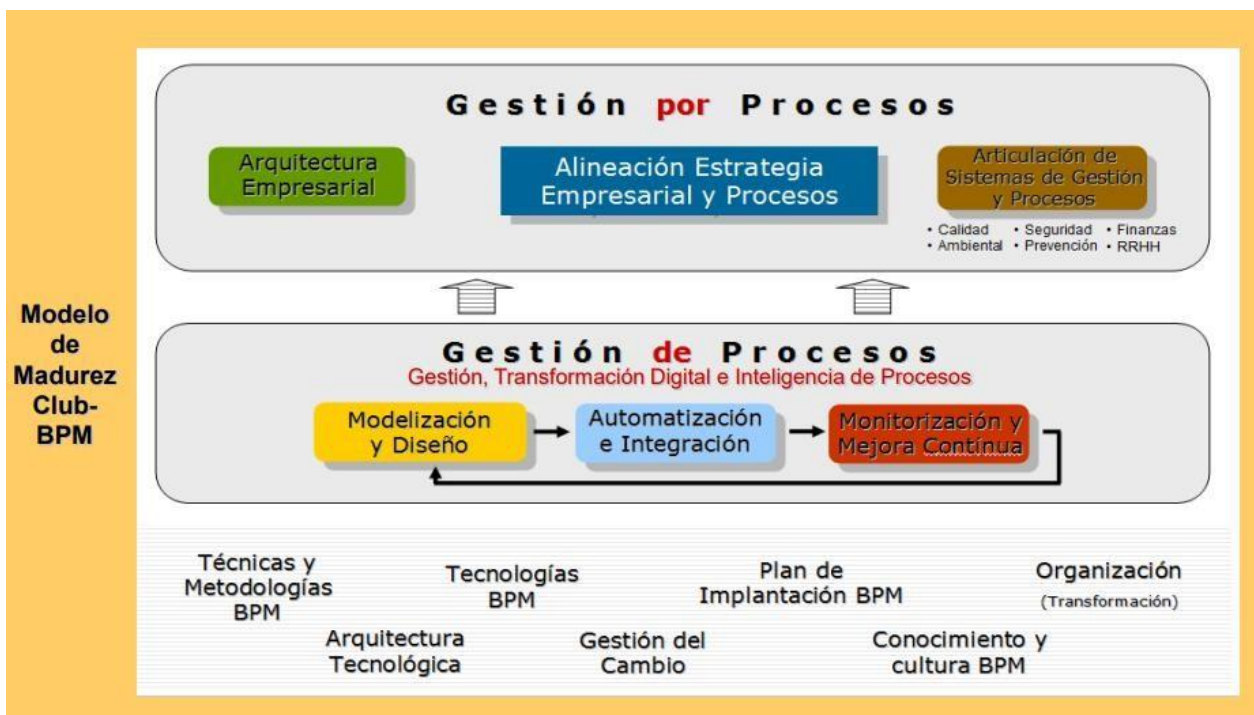 Modelo
de
Madurez
Club-
BPM
Gestión por Procesos
Arquitectura
Empresarial
Alineación Estrategia
Empresarial y Procesos
Articulación de
Sistemas de Gestión
y Procesos
• Calidad • Seguridad • Finanzas
• Ambiental • Prevención • RRHH
Gestión de Procesos
Gestión, Transformación Digital e Inteligencia de Procesos
Modelización
y Diseño
Automatización
e Integración
Monitorización y
Mejora Contínua
Técnicas y
Metodologías
BPM
Tecnologías
BPM
Plan de
Implantación BPM
Organización
(Transformación)
Arquitectura
Tecnológica
Gestión del
Cambio
Conocimiento y
cultura BPM